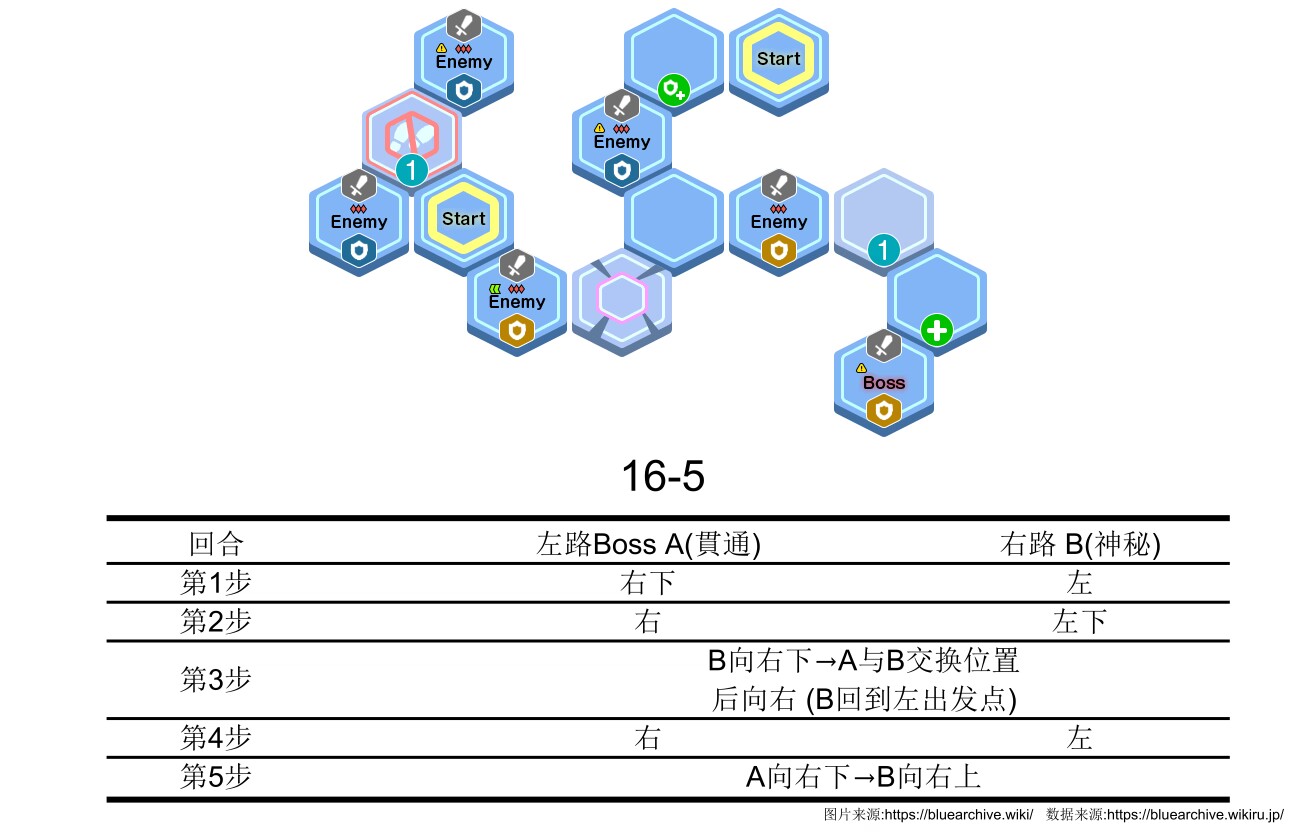 Enemy
Start
Enemy
1
Enemy
Start
Enemy
1
Enemy
Boss
16-5
回合 左路Boss A(貫通) 右路 B(神秘)
第1步 右下 左
第2步 右 左下
第3步 B向右下→A与B交换位置
后向右 (B回到左出发点)
第4步 右 左
第5步 A向右下→B向右上
图片来源:https://bluearchive.wiki/ 数据来源:https://bluearchive.wikiru.jp/